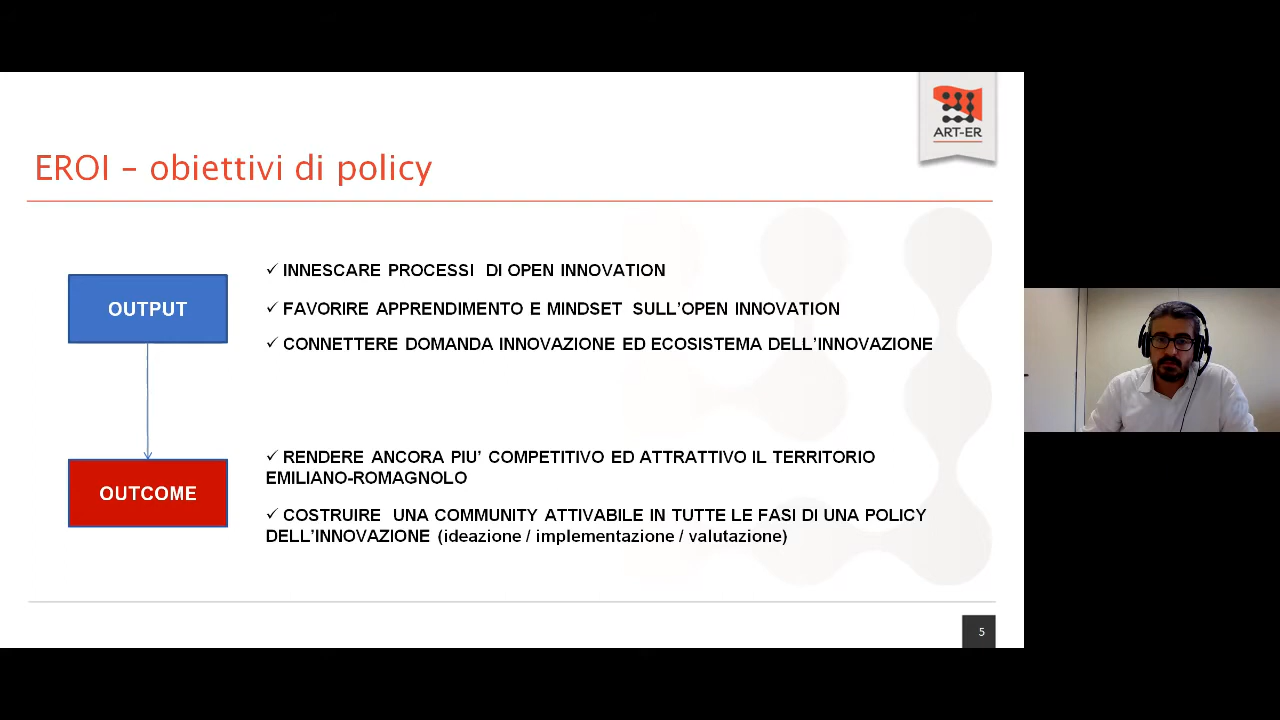 ART-ER
EROI – obiettivi di policy
OUTPUT
✓ INNESCARE PROCESSI  DI OPEN INNOVATION
✓ FAVORIRE APPRENDIMENTO E MINDSET  SULL’OPEN INNOVATION
✓ CONNETTERE DOMANDA INNOVAZIONE ED ECOSISTEMA DELL’INNOVAZIONE
OUTCOME
✓ RENDERE ANCORA PIU’ COMPETITIVO ED ATTRATTIVO IL TERRITORIO
EMILIANO-ROMAGNOLO
✓ COSTRUIRE  UNA COMMUNITY ATTIVABILE IN TUTTE LE FASI DI UNA POLICY
DELL’INNOVAZIONE (ideazione / implementazione / valutazione)
5